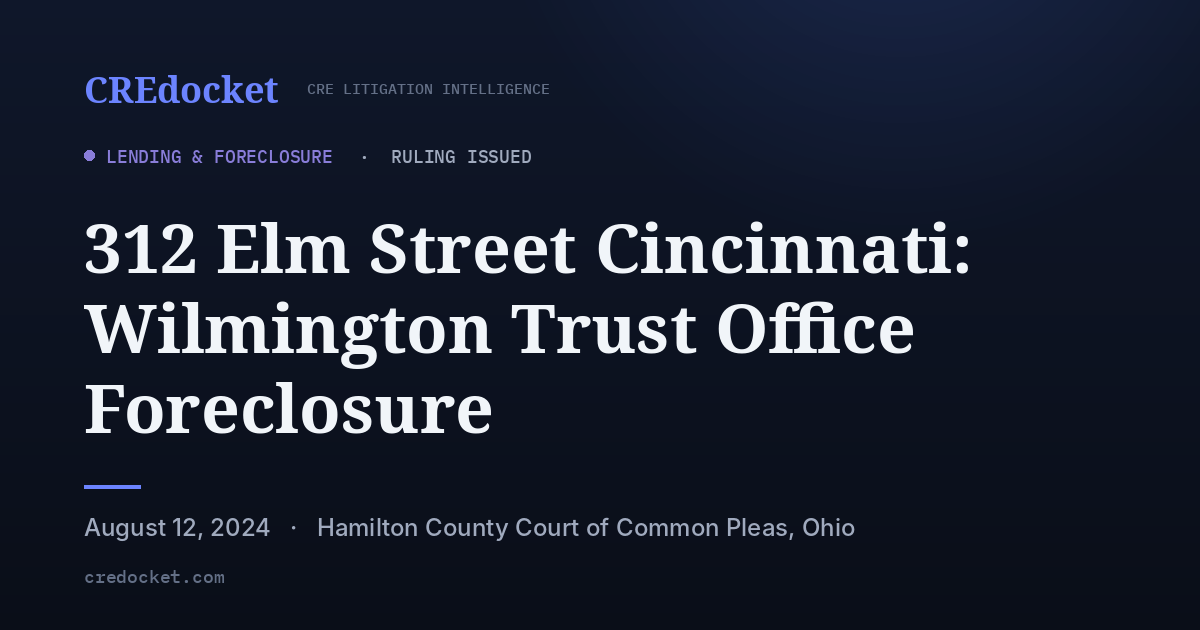 CREdocket CRE LITIGATION INTELLIGENCE
LENDING & FORECLOSURE · RULING ISSUED
312 Elm Street Cincinnati:
Wilmington Trust Office
Foreclosure
August 12, 2024 · Hamilton County Court of Common Pleas, Ohio
credocket.com